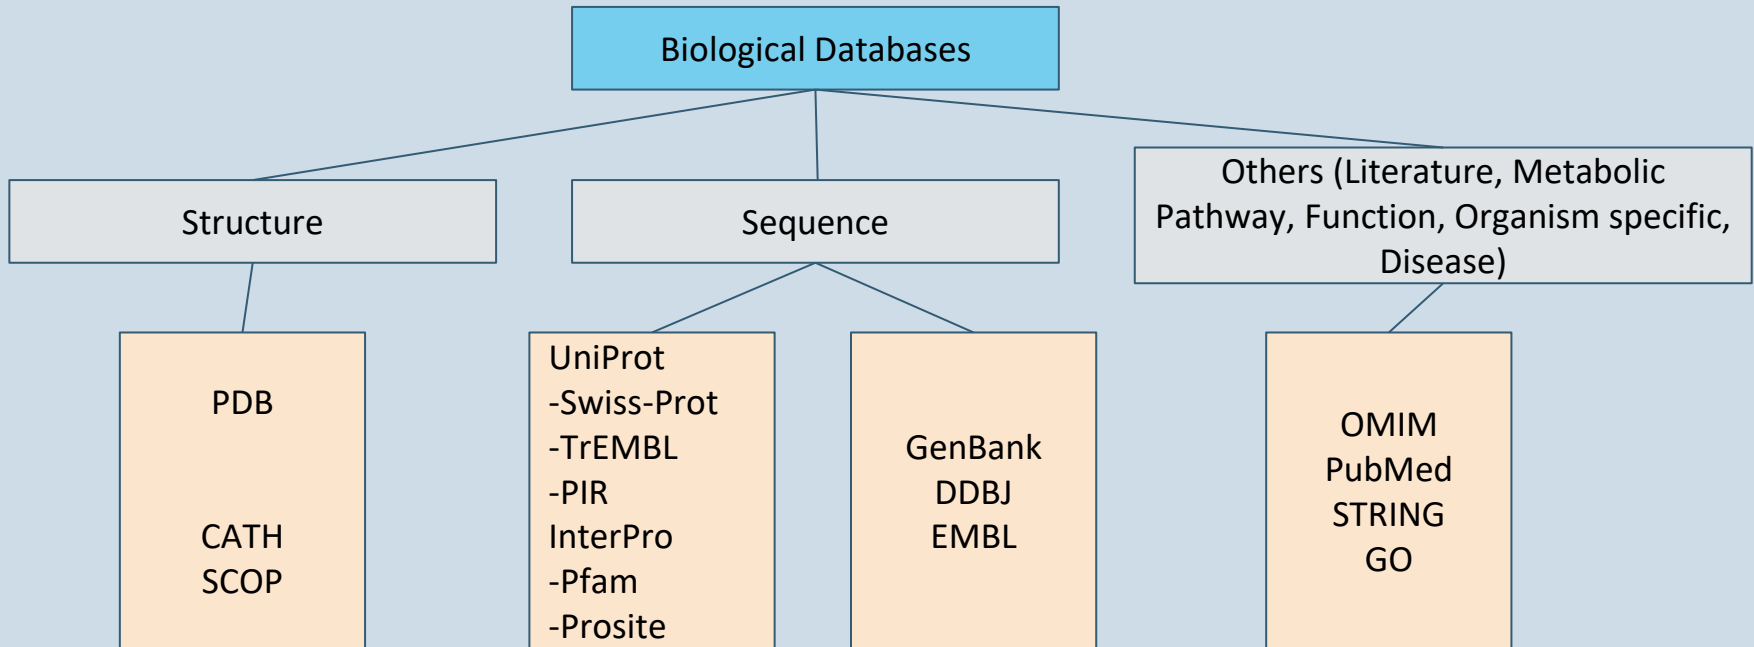 Biological Databases
Structure
Sequence
Others (Literature, Metabolic
Pathway, Function, Organism specific,
Disease)
PDB
CATH
SCOP
UniProt
-Swiss-Prot
-TrEMBL
-PIR
InterPro
-Pfam
-Prosite
GenBank
DDBJ
EMBL
OMIM
PubMed
STRING
GO